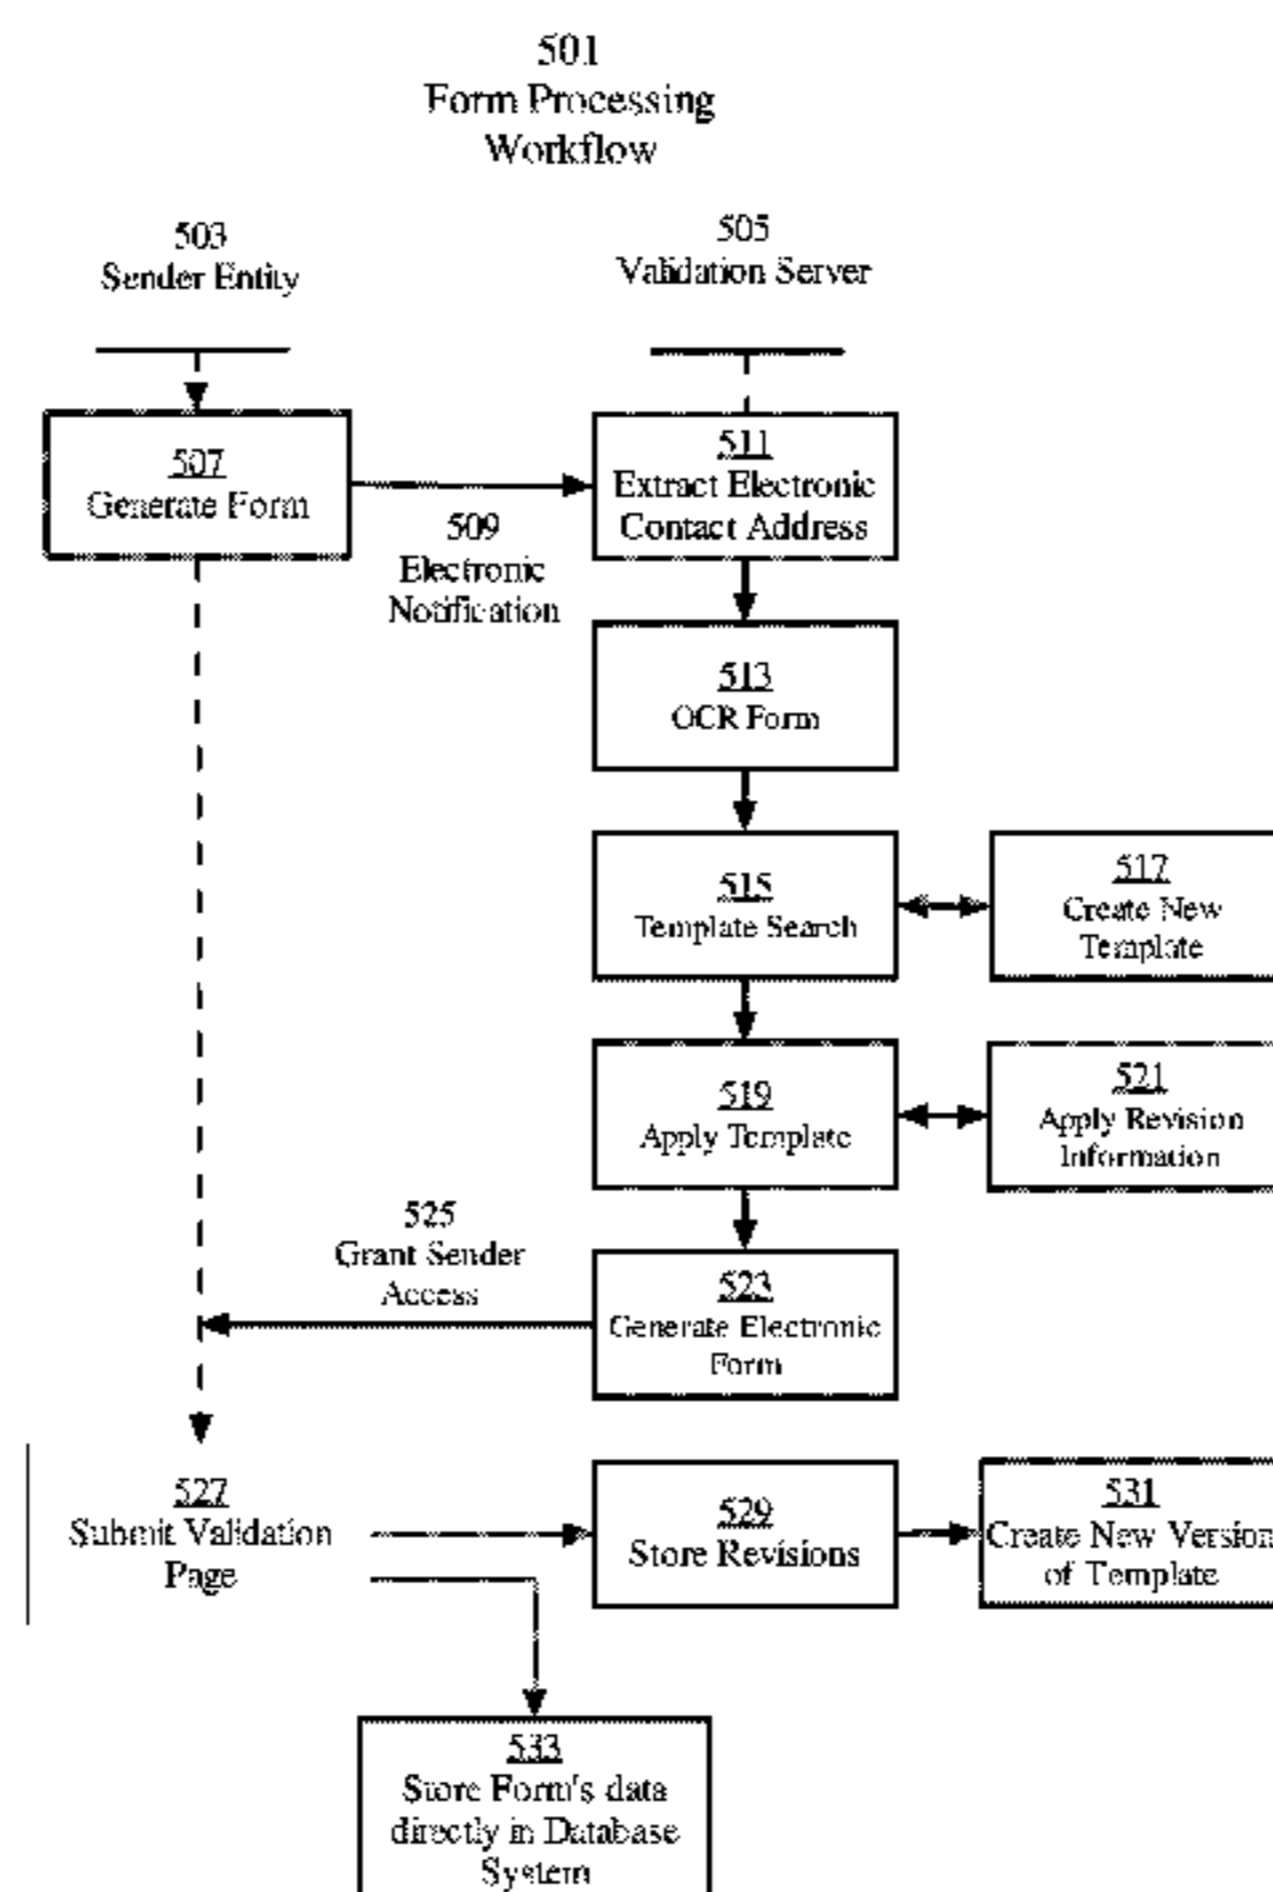 501
Form Processing
Workflow
503
Sender Entity
505
Validation Server
507
Generate Form
509
Electronic
Notification
511
Extract Electronic
Contact Address
513
OCR Form
515
Template Search
517
Create New
Template
519
Apply Template
521
Apply Revision
Information
523
Generate Electronic
Form
525
Grant Sender
Access
527
Submit Validation
Page
529
Store Revisions
531
Create New Version
of Template
533
Store Form's data
directly in Database
System